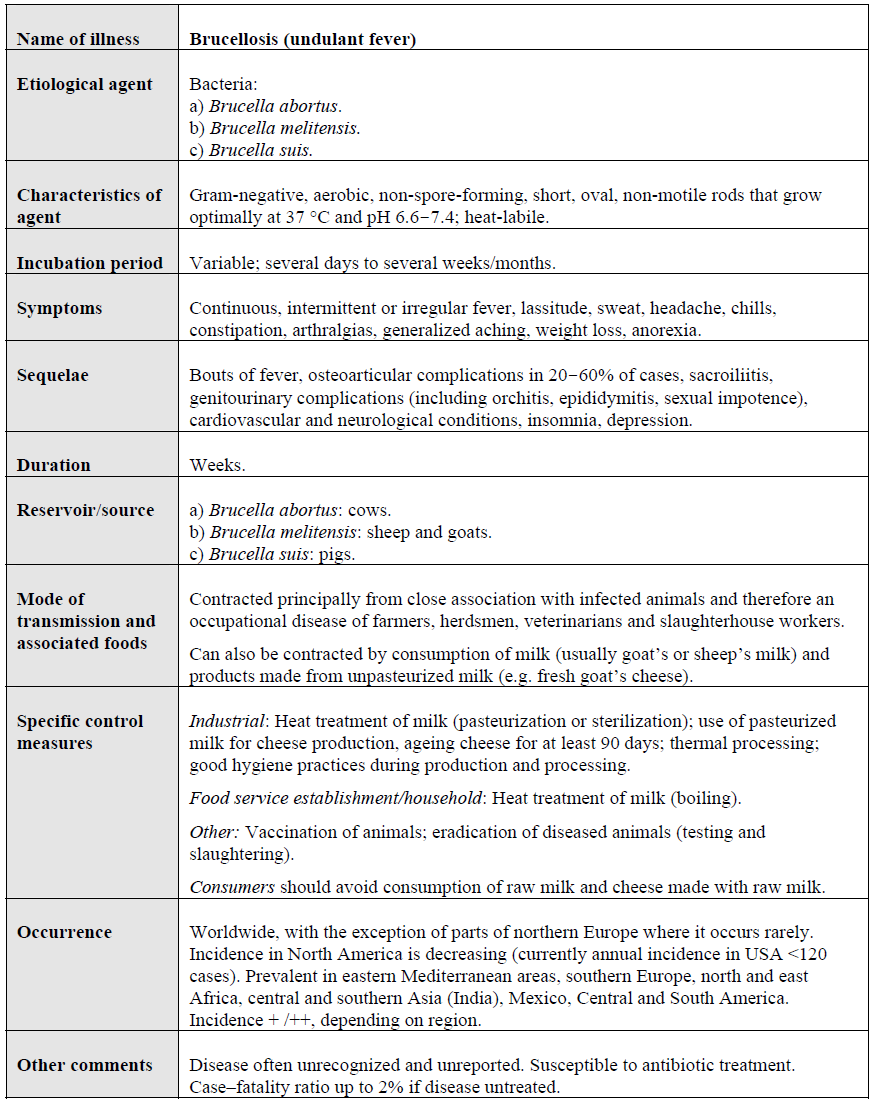 Name of illness Brucellosis (undulant fever)
Etiological agent Bacteria:
a) Brucella abortus.
b) Brucella melitensis.
c) Brucella suis.
Characteristics of agent Gram-negative, aerobic, non-spore-forming, short, oval, non-motile rods that grow
optimally at 37 °C and pH 6.6−7.4; heat-labile.
Incubation period Variable; several days to several weeks/months.
Symptoms Continuous, intermittent or irregular fever, lassitude, sweat, headache, chills,
constipation, arthralgias, generalized aching, weight loss, anorexia.
Sequelae Bouts of fever, osteoarticular complications in 20−60% of cases, sacroiliitis,
genitourinary complications (including orchitis, epididymitis, sexual impotence),
cardiovascular and neurological conditions, insomnia, depression.
Duration Weeks.
Reservoir/source a) Brucella abortus: cows.
b) Brucella melitensis: sheep and goats.
c) Brucella suis: pigs.
Mode of
transmission and
associated foods
Contracted principally from close association with infected animals and therefore an
occupational disease of farmers, herdsmen, veterinarians and slaughterhouse workers.
Can also be contracted by consumption of milk (usually goat’s or sheep’s milk) and
products made from unpasteurized milk (e.g. fresh goat’s cheese).
Specific control
measures
Industrial: Heat treatment of milk (pasteurization or sterilization); use of pasteurized
milk for cheese production, ageing cheese for at least 90 days; thermal processing;
good hygiene practices during production and processing.
Food service establishment/household: Heat treatment of milk (boiling).
Other: Vaccination of animals; eradication of diseased animals (testing and
slaughtering).
Consumers should avoid consumption of raw milk and cheese made with raw milk.
Occurrence Worldwide, with the exception of parts of northern Europe where it occurs rarely.
Incidence in North America is decreasing (currently annual incidence in USA <120
cases). Prevalent in eastern Mediterranean areas, southern Europe, north and east
Africa, central and southern Asia (India), Mexico, Central and South America.
Incidence + /++, depending on region.
Other comments Disease often unrecognized and unreported. Susceptible to antibiotic treatment.
Case–fatality ratio up to 2% if disease untreated.